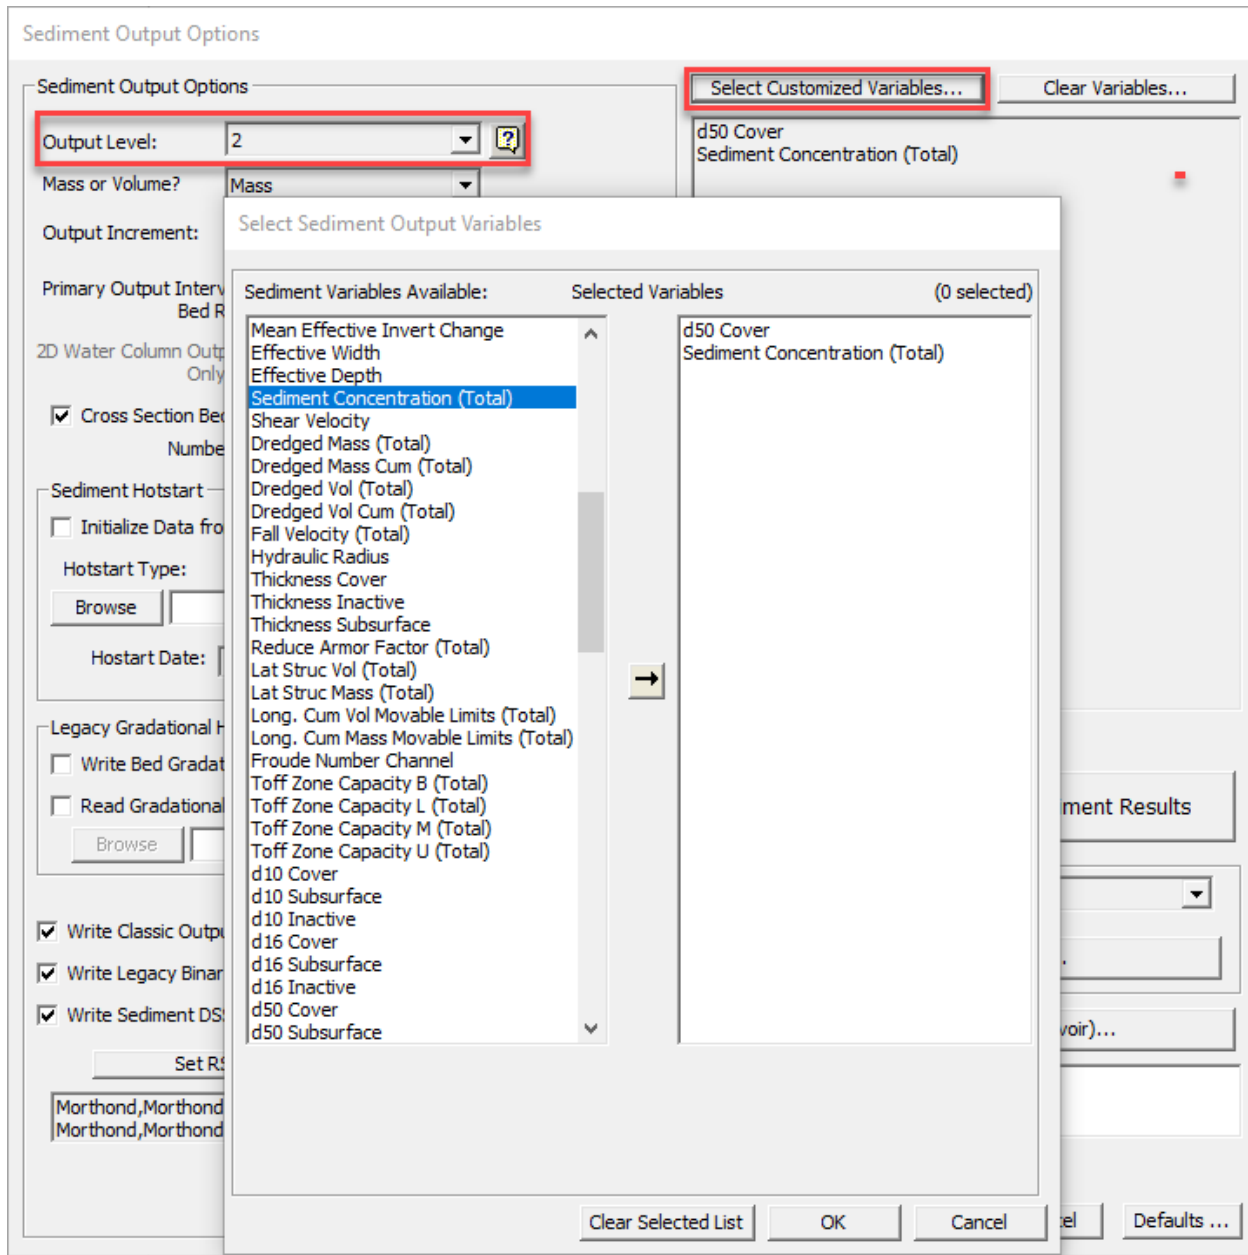 Sediment Output Options
Sediment Output Options
Select Customized Variables...
Clear Variables...
Output Level:
2
d50 Cover
Sediment Concentration (Total)
Mass or Volume?
Mass
Output Increment:
Primary Output Interv
Bed R
2D Water Column Outp
Only
Cross Section Bed
Numbe
Sediment Hotstart
Initialize Data fro
Hotstart Type:
Browse
Hostart Date:
Legacy Gradational H
Write Bed Gradat
Read Gradational
Browse
Write Classic Outpu
Write Legacy Binar
Write Sediment DS
Set RS
Morthond,Morthond
Morthond,Morthond
Select Sediment Output Variables
Sediment Variables Available:
Selected Variables
(0 selected)
Mean Effective Invert Change
Effective Width
Effective Depth
Sediment Concentration (Total)
Shear Velocity
Dredged Mass (Total)
Dredged Mass Cum (Total)
Dredged Vol (Total)
Dredged Vol Cum (Total)
Fall Velocity (Total)
Hydraulic Radius
Thickness Cover
Thickness Inactive
Thickness Subsurface
Reduce Armor Factor (Total)
Lat Struc Vol (Total)
Lat Struc Mass (Total)
Long. Cum Vol Movable Limits (Total)
Long. Cum Mass Movable Limits (Total)
Froude Number Channel
Toff Zone Capacity B (Total)
Toff Zone Capacity L (Total)
Toff Zone Capacity M (Total)
Toff Zone Capacity U (Total)
d10 Cover
d10 Subsurface
d10 Inactive
d16 Cover
d16 Subsurface
d16 Inactive
d50 Cover
d50 Subsurface
d50 Cover
Sediment Concentration (Total)
Clear Selected List
OK
Cancel
iment Results
voir)...
cel
Defaults ...